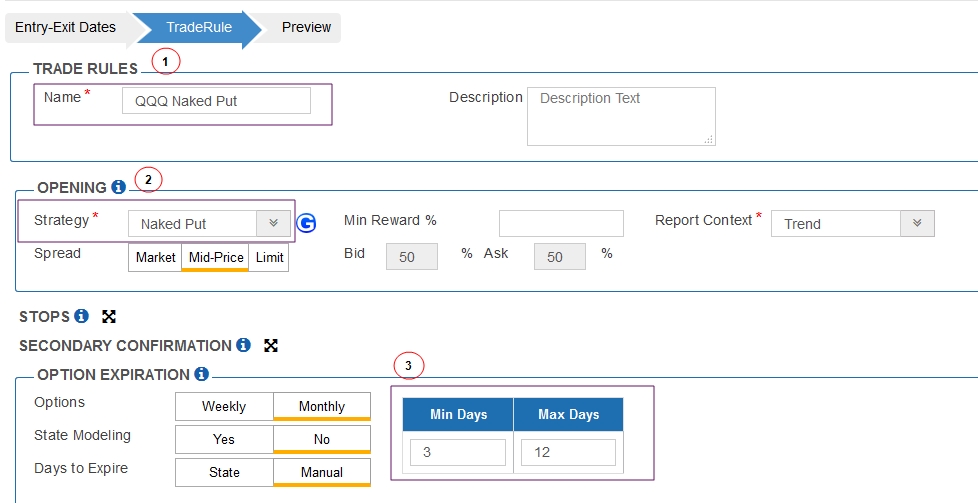 Entry-Exit Dates TradeRule Preview
TRADE RULES 1
Name * QQQ Naked Put Description Description Text
OPENING i 2
Strategy * Naked Put G Min Reward % Report Context * Trend
Spread Market Mid-Price Limit Bid 50 % Ask 50 %
STOPS i
SECONDARY CONFIRMATION i
OPTION EXPIRATION i 3
Options Weekly Monthly Min Days Max Days
State Modeling Yes No 3 12
Days to Expire State Manual